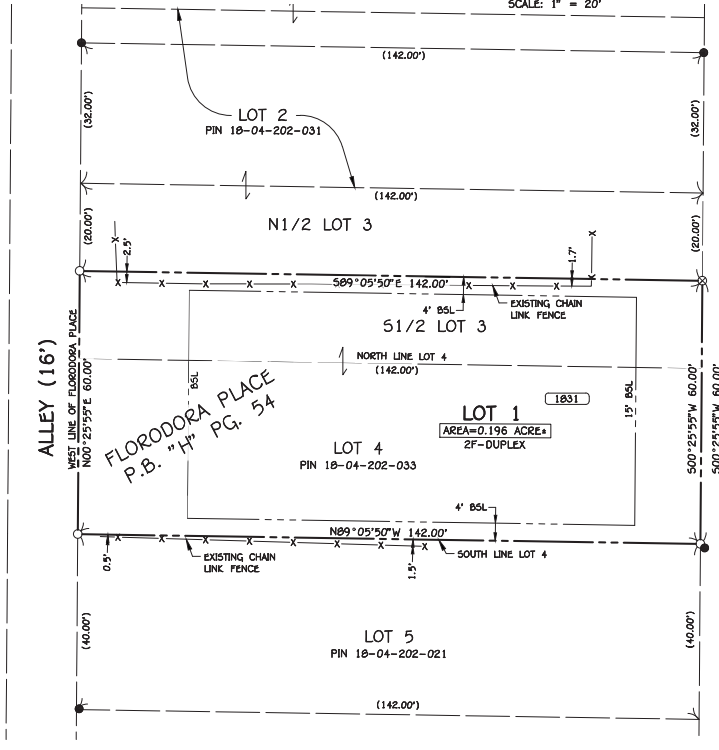 SCALE: 1" = 20'
(142.00')
(32.00')
(32.00')
LOT 2
PIN 18-04-202-031
(142.00')
(20.00')
(20.00')
N1/2 LOT 3
2.5'
1.7'
S89°05'50"E 142.00'
4' BSL
EXISTING CHAIN
LINK FENCE
S1/2 LOT 3
NORTH LINE LOT 4
(142.00')
ALLEY (16')
WEST LINE OF FLORODORA PLACE
N00°25'55"E 60.00'
BSL
15' BSL
S00°25'55"W 60.00'
S00°25'55"W 60.00'
FLORODORA PLACE
P.B. "H" PG. 54
1831
LOT 1
AREA=0.196 ACRE±
2F-DUPLEX
LOT 4
PIN 18-04-202-033
4' BSL
N89°05'50"W 142.00'
0.5'
EXISTING CHAIN
LINK FENCE
1.5'
SOUTH LINE LOT 4
(40.00')
(40.00')
LOT 5
PIN 18-04-202-021
(142.00')